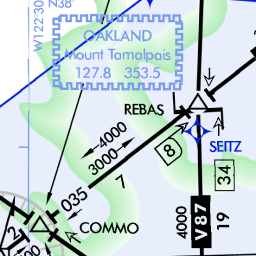 N38°
W122°30'
OAKLAND
Mount Tamalpais
127.8 353.5
REBAS
4000
3000
8
SEITZ
7
34
035
COMMO
4000
V87
19
2